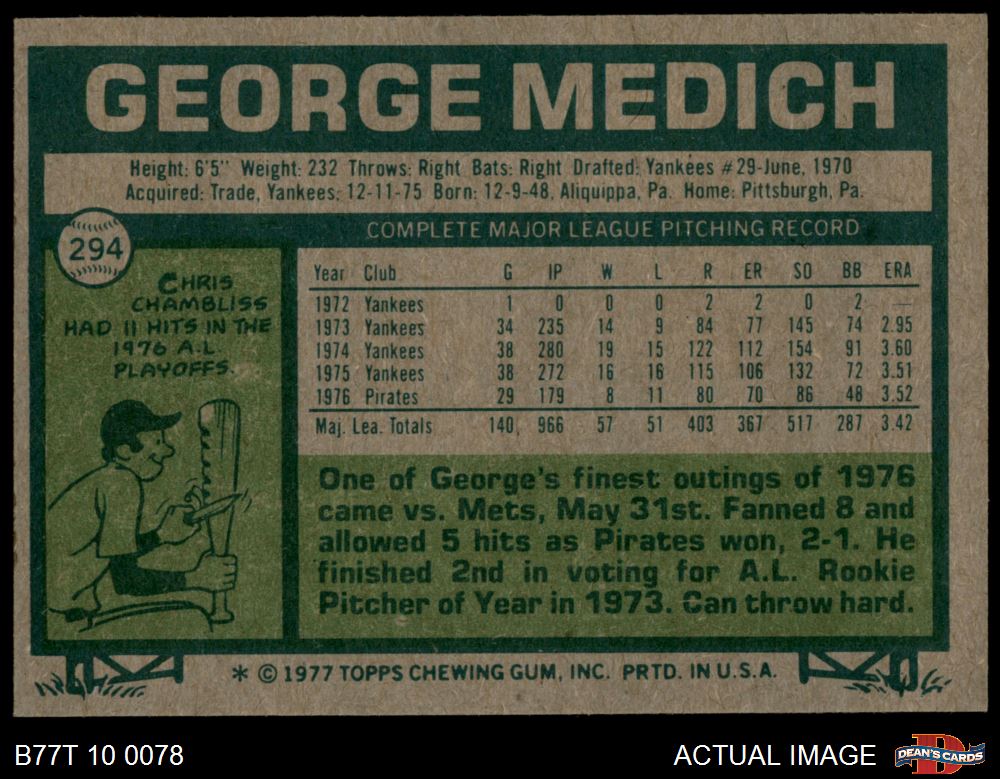 GEORGE MEDICH
Height: 6'5" Weight: 232 Throws: Right Bats: Right Drafted: Yankees #29-June, 1970
Acquired: Trade, Yankees, 12-11-75 Born: 12-9-48, Aliquippa, Pa. Home: Pittsburgh, Pa.
294
COMPLETE MAJOR LEAGUE PITCHING RECORD
CHRIS
CHAMBLISS
HAD 11 HITS IN THE
1976 A.L.
PLAYOFFS.
Year Club G IP W L R ER SO BB ERA
1972 Yankees 1 0 0 0 2 2 0 2 —
1973 Yankees 34 235 14 9 84 77 145 74 2.95
1974 Yankees 38 280 19 15 122 112 154 91 3.60
1975 Yankees 38 272 16 16 115 106 132 72 3.51
1976 Pirates 29 179 8 11 80 70 86 48 3.52
Maj. Lea. Totals 140 966 57 51 403 367 517 287 3.42
One of George's finest outings of 1976
came vs. Mets, May 31st. Fanned 8 and
allowed 5 hits as Pirates won, 2-1. He
finished 2nd in voting for A.L. Rookie
Pitcher of Year in 1973. Can throw hard.
* © 1977 TOPPS CHEWING GUM, INC. PRTD. IN U.S.A.
B77T 10 0078
ACTUAL IMAGE
DEAN'S CARDS